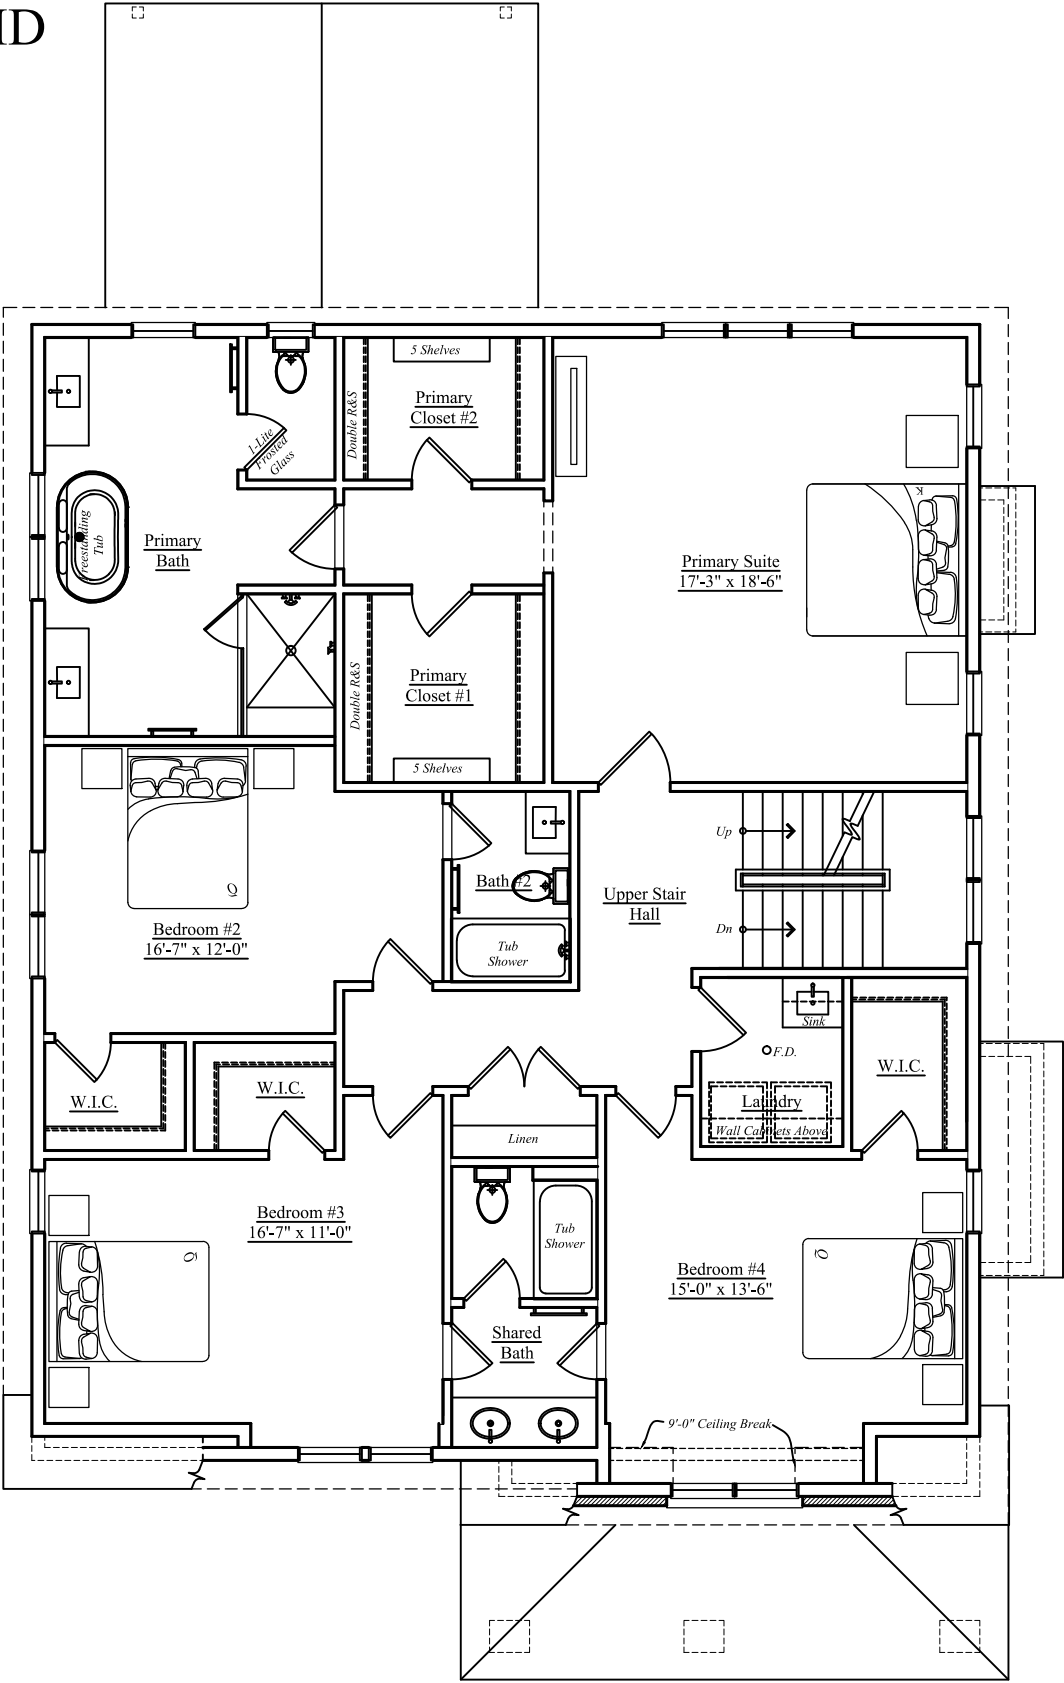 5 Shelves
Double R&S
Primary
Closet #2
1-Lite
Frosted
Glass
K
Freestanding
Tub
Primary
Bath
Primary Suite
17'-3" x 18'-6"
Double R&S
Primary
Closet #1
5 Shelves
Up
Q
Bath #2
Upper Stair
Hall
Bedroom #2
16'-7" x 12'-0"
Dn
Tub
Shower
Sink
F.D.
W.I.C.
W.I.C.
W.I.C.
Laundry
Wall Cabinets Above
Linen
Bedroom #3
16'-7" x 11'-0"
Tub
Shower
Q
Q
Bedroom #4
15'-0" x 13'-6"
Shared
Bath
9'-0" Ceiling Break